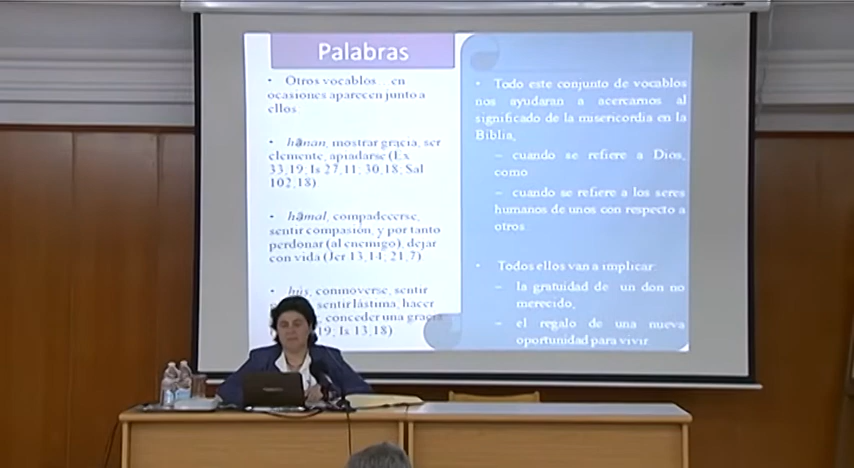 Palabras
• Otros vocablos... en
ocasiones aparecen junto a
ellos
• hānan, mostrar gracia, ser
clemente, apiadarse (Ex
33,19; Is 27,11; 30,18; Sal
102,18)
• hāmal, compadecerse,
sentir compasión, y por tanto
perdonar (al enemigo), dejar
con vida (Jer 13,14; 21,7)
• hûs, conmoverse, sentir
sentir lástima, hacer
, conceder una gracia
19; Is 13,18)
• Todo este conjunto de vocablos
nos ayudaran a acercarnos al
significado de la misericordia en la
Biblia,
– cuando se refiere a Dios,
como
– cuando se refiere a los seres
humanos de unos con respecto a
otros
• Todos ellos van a implicar
– la gratuidad de un don no
merecido,
– el regalo de una nueva
oportunidad para vivir